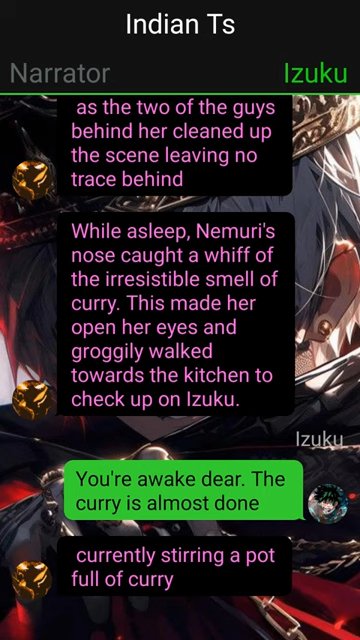 Indian Ts
Narrator
Izuku
as the two of the guys
behind her cleaned up
the scene leaving no
trace behind
While asleep, Nemuri's
nose caught a whiff of
the irresistible smell of
curry. This made her
open her eyes and
groggily walked
towards the kitchen to
check up on Izuku.
Izuku
You're awake dear. The
curry is almost done
currently stirring a pot
full of curry